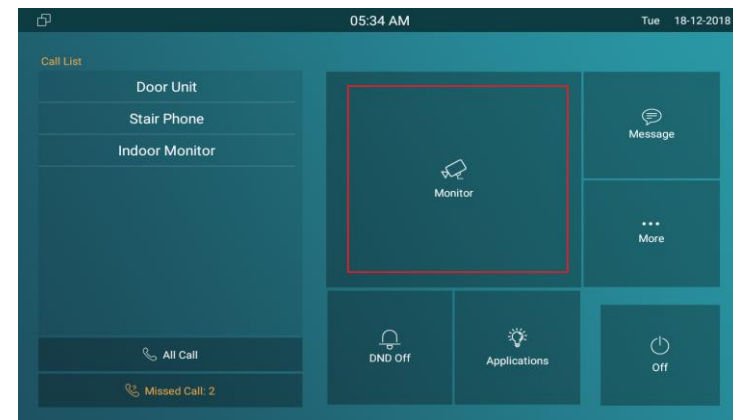 05:34 AM
Tue 18-12-2018
Call List
Door Unit
Stair Phone
Indoor Monitor
All Call
Missed Call: 2
Monitor
Message
More
DND Off
Applications
Off